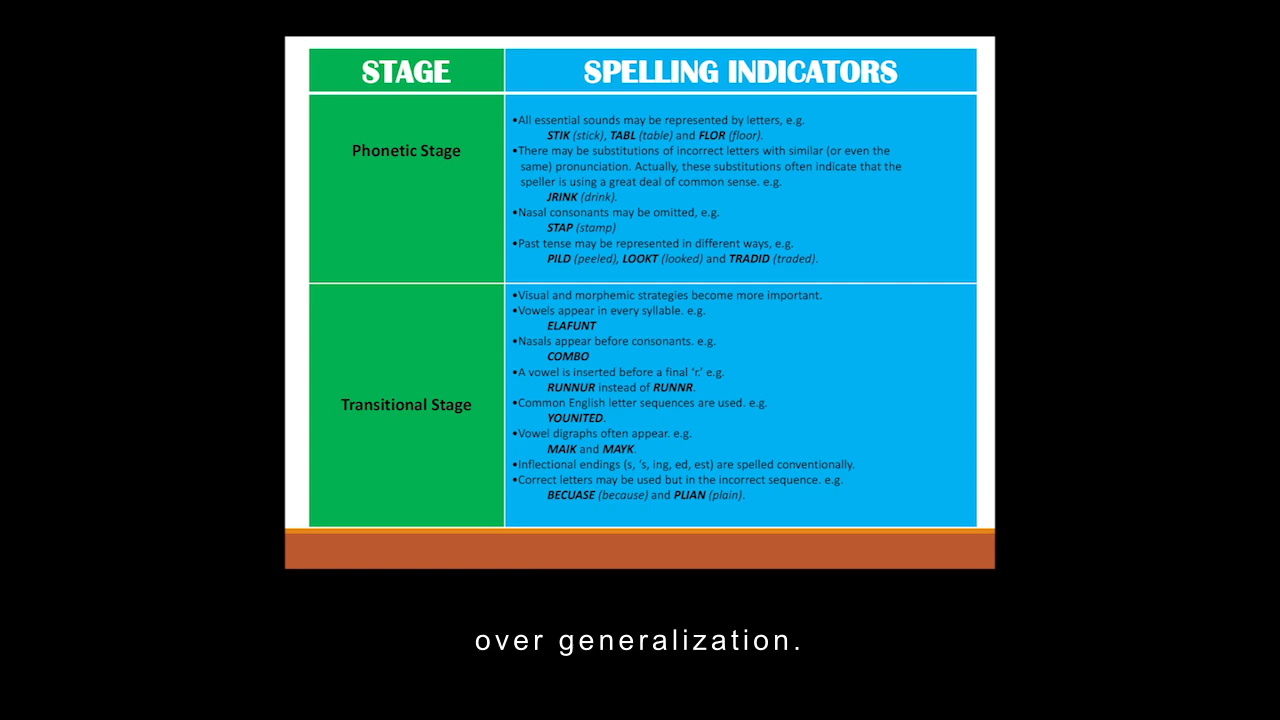 STAGE
SPELLING INDICATORS
Phonetic Stage
•All essential sounds may be represented by letters, e.g.
STIK (stick), TABL (table) and FLOR (floor).
•There may be substitutions of incorrect letters with similar (or even the
same) pronunciation. Actually, these substitutions often indicate that the
speller is using a great deal of common sense. e.g.
JRINK (drink).
•Nasal consonants may be omitted, e.g.
STAP (stamp)
•Past tense may be represented in different ways, e.g.
PILD (peeled), LOOKT (looked) and TRADID (traded).
Transitional Stage
•Visual and morphemic strategies become more important.
•Vowels appear in every syllable. e.g.
ELAFUNT
•Nasals appear before consonants. e.g.
COMBO
•A vowel is inserted before a final ‘r.’ e.g.
RUNNUR instead of RUNNR.
•Common English letter sequences are used. e.g.
YOUNITED.
•Vowel digraphs often appear. e.g.
MAIK and MAYK.
•Inflectional endings (s, ‘s, ing, ed, est) are spelled conventionally.
•Correct letters may be used but in the incorrect sequence. e.g.
BECUASE (because) and PLIAN (plain).
over generalization.